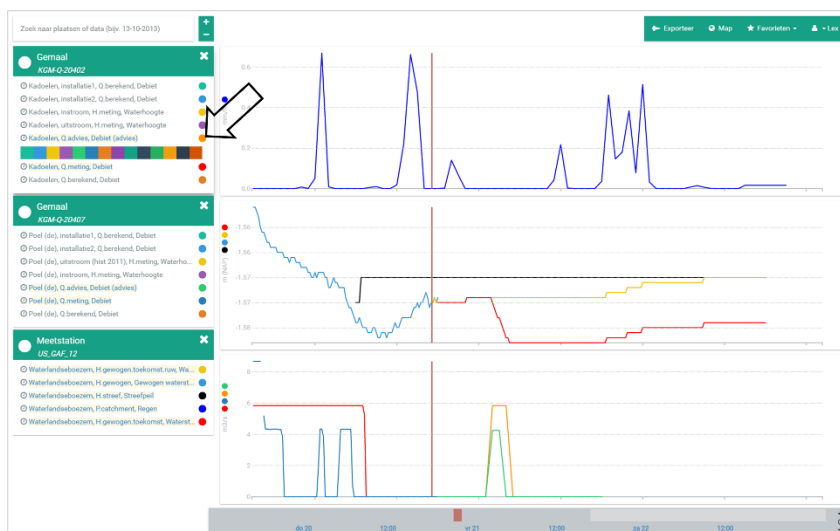 Zoek naar plaatsen of data (bijv. 13-10-2013)
+
−
Exporteer
Map
Favorieten
Lex
Gemaal
KGM-Q-20402
Kadoelen, installatie1, Q.berekend, Debiet
Kadoelen, installatie2, Q.berekend, Debiet
Kadoelen, instroom, H.meting, Waterhoogte
Kadoelen, uitstroom, H.meting, Waterhoogte
Kadoelen, Q.advies, Debiet (advies)
Kadoelen, Q.meting, Debiet
Kadoelen, Q.berekend, Debiet
Gemaal
KGM-Q-20407
Poel (de), installatie1, Q.berekend, Debiet
Poel (de), installatie2, Q.berekend, Debiet
Poel (de), uitstroom (hist 2011), H.meting, Waterho...
Poel (de), instroom, H.meting, Waterhoogte
Poel (de), Q.advies, Debiet (advies)
Poel (de), Q.meting, Debiet
Poel (de), Q.berekend, Debiet
Meetstation
US_GAF_12
Waterlandseboezem, H.gewogen.toekomst.ruw, Wa...
Waterlandseboezem, H.gewogen, Gewogen waterst...
Waterlandseboezem, H.streef, Streefpeil
Waterlandseboezem, P.catchment, Regen
Waterlandseboezem, H.gewogen.toekomst, Waterst...
0.6
0.4
0.2
0.0
-1.56
-1.56
-1.57
-1.57
-1.58
m (NAP)
8
6
4
2
0
m3/s
do 20
12:00
vr 21
12:00
za 22
12:00